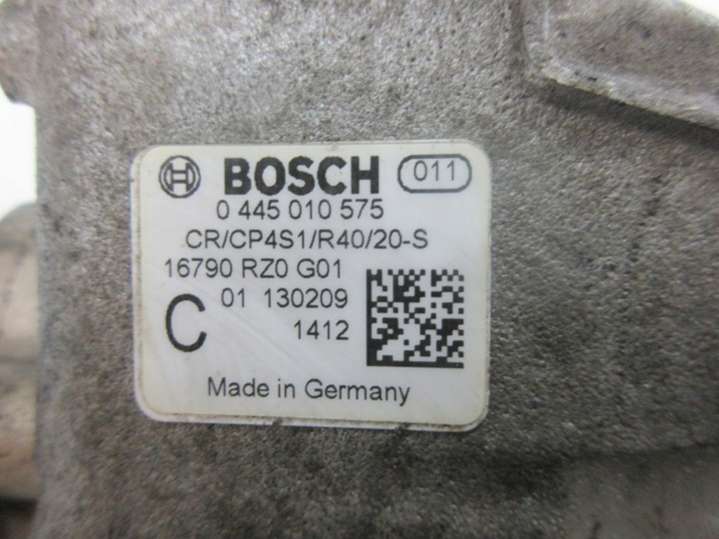 BOSCH 011
0 445 010 575
CR/CP4S1/R40/20-S
16790 RZ0 G01
C 01 130209
1412
Made in Germany